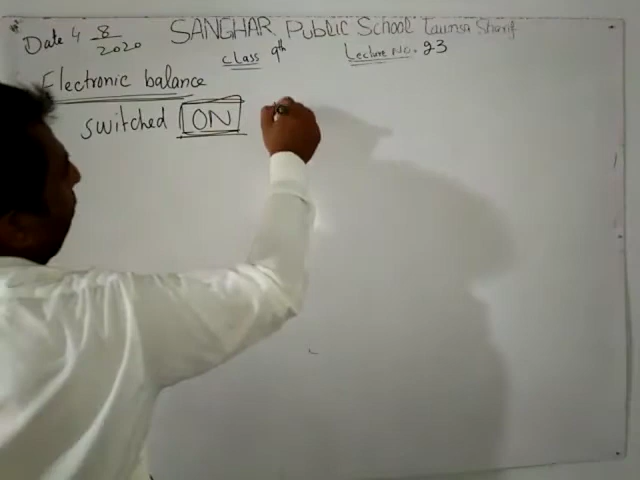 Date 4 8/2020 SANGHAR Public School Taunsa Sharif
Class 9th Lecture No. 23
Electronic balance
switched ON